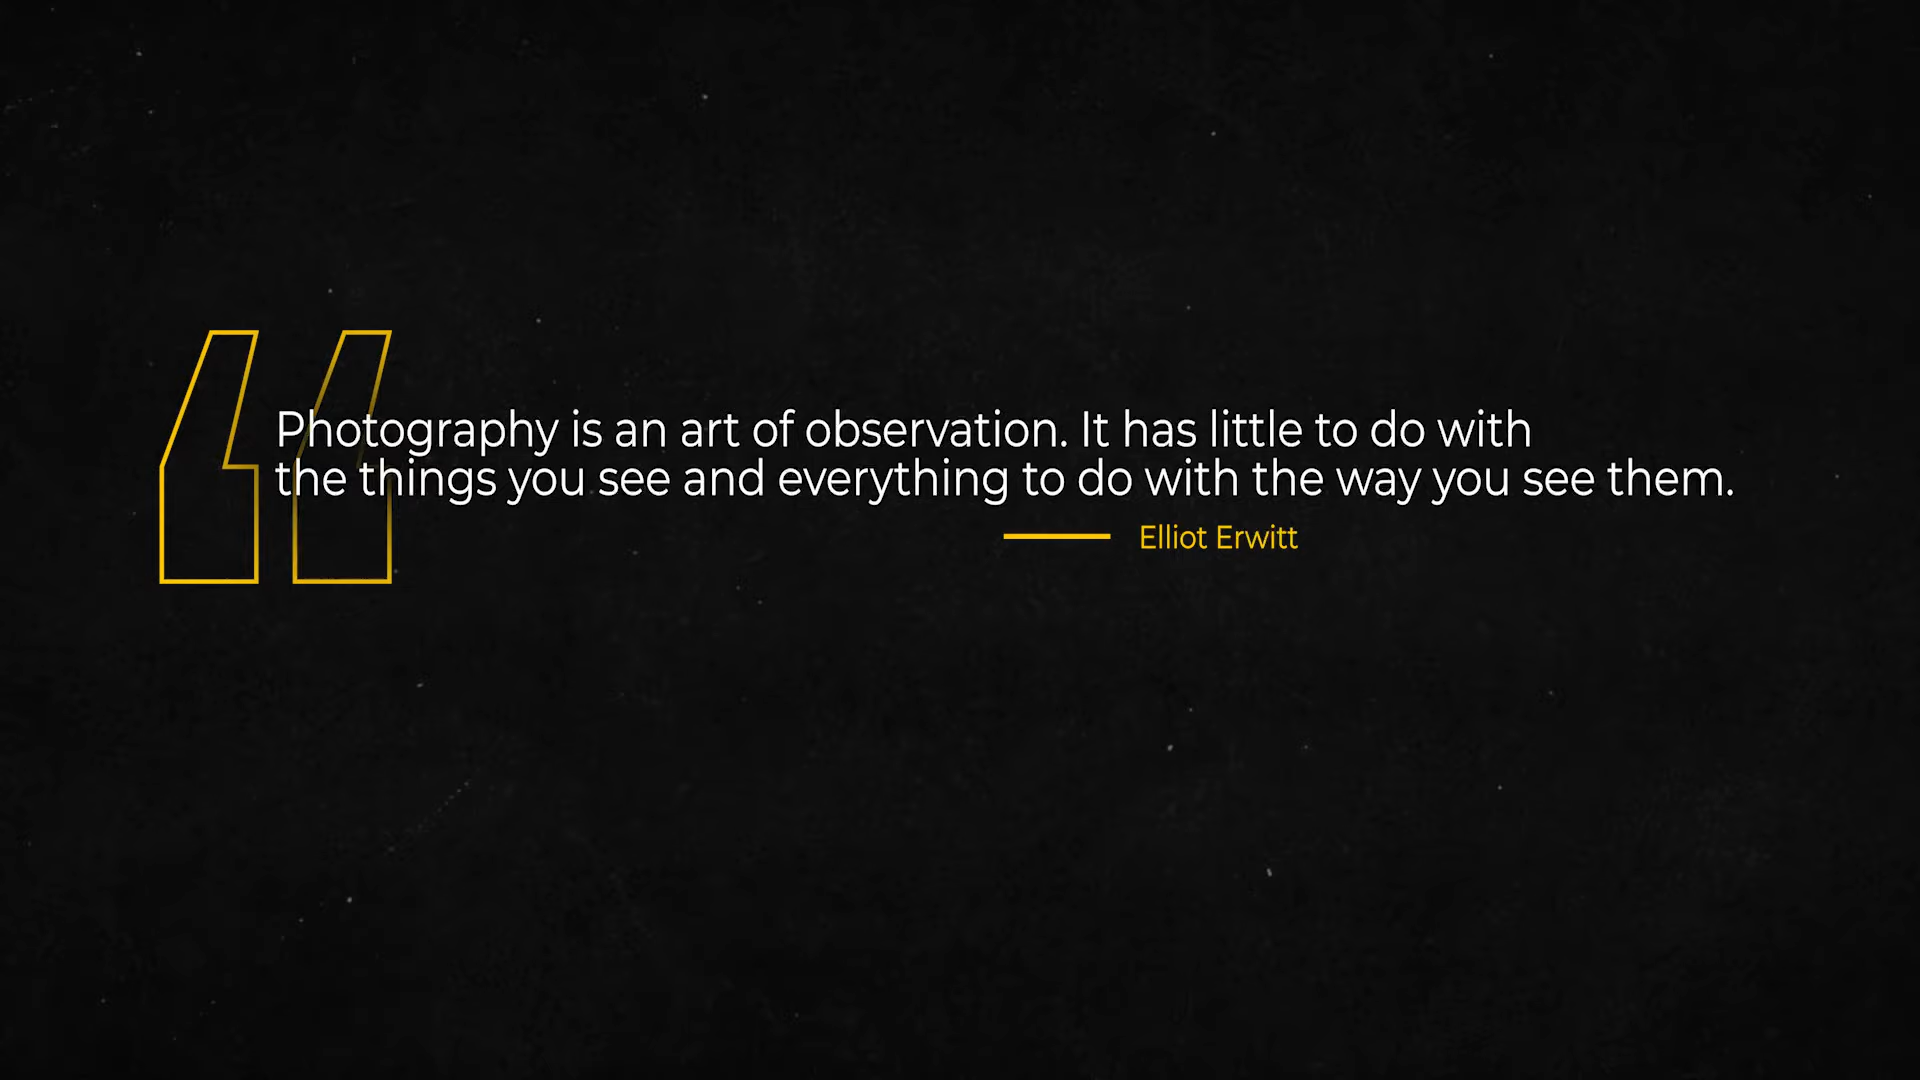 Photography is an art of observation. It has little to do with
the things you see and everything to do with the way you see them.
Elliot Erwitt